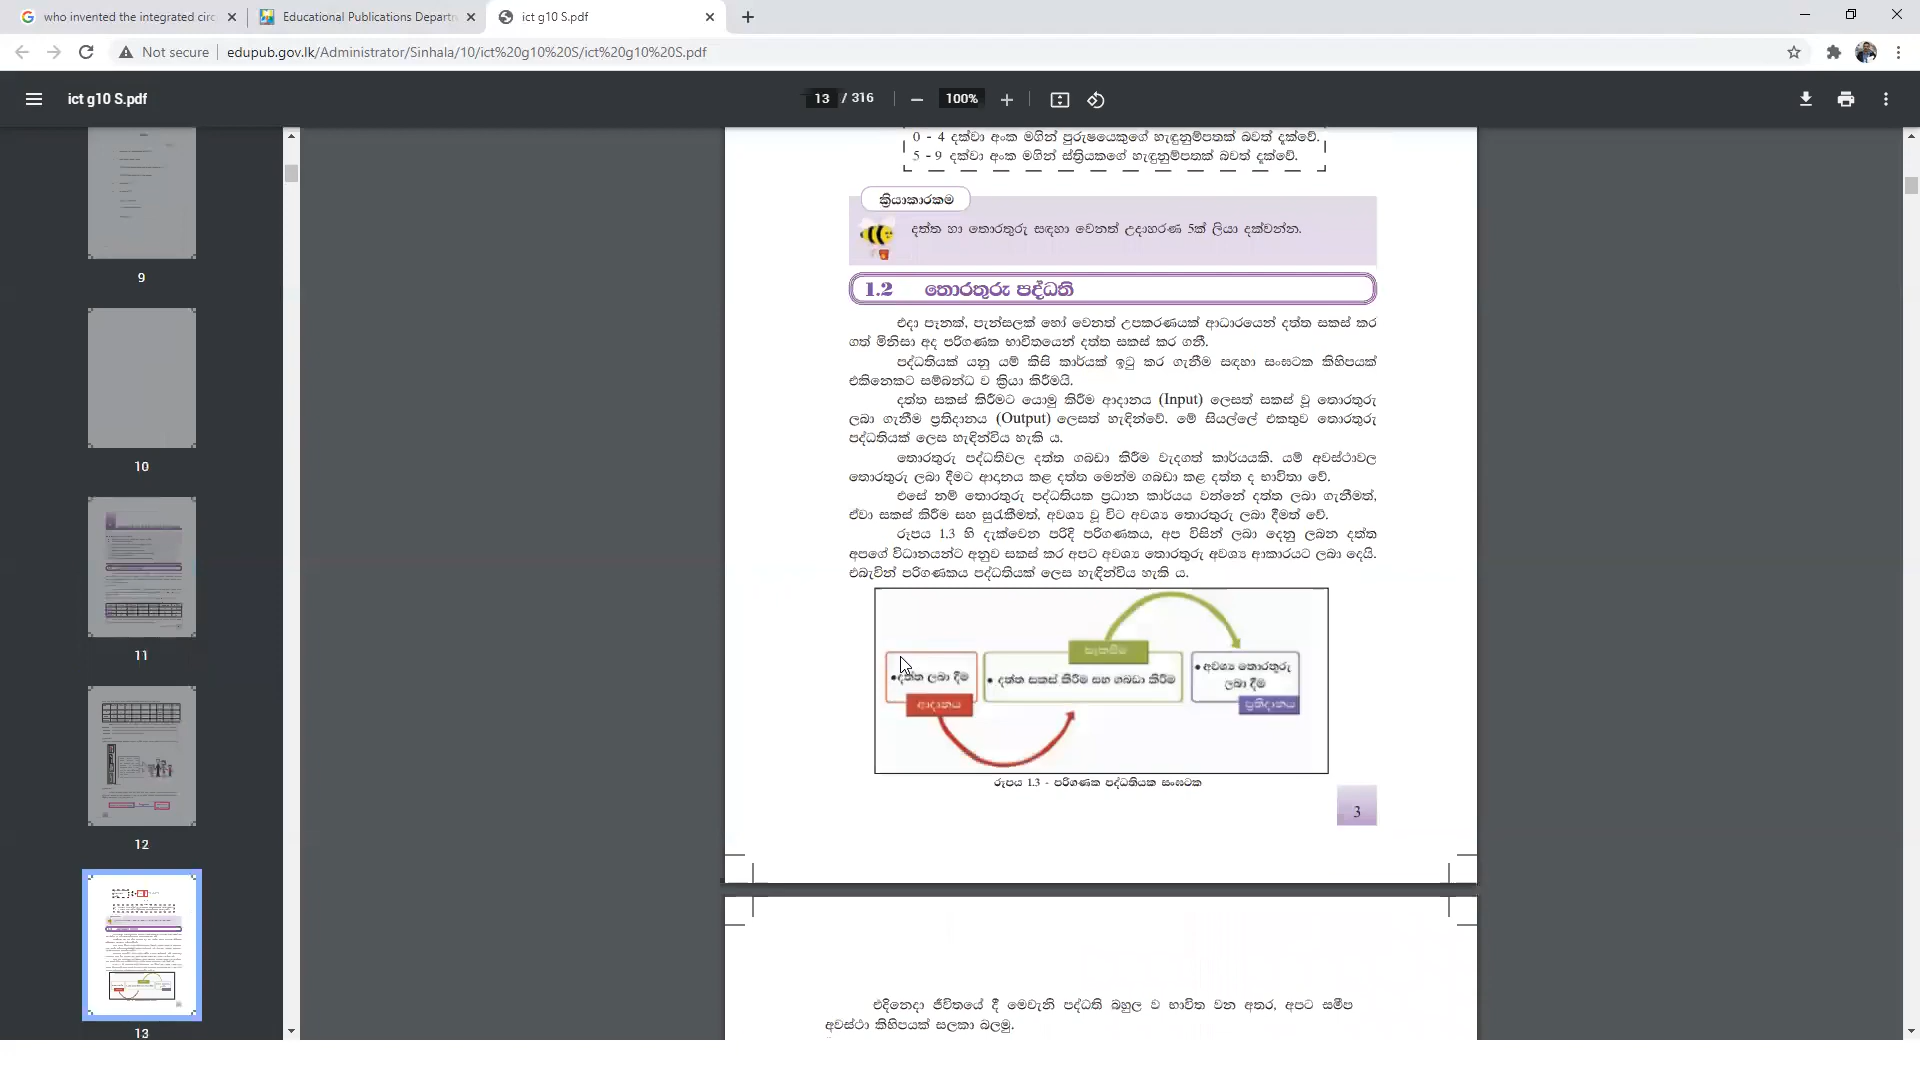 who invented the integrated circ
Educational Publications Departm
ict g10 S.pdf
Not secure
edupub.gov.lk/Administrator/Sinhala/10/ict%20g10%20S/ict%20g10%20S.pdf
ict g10 S.pdf
13 / 316
100%
9
10
11
12
13
0 - 4 දක්වා අංක මගින් පුරුෂයෙකුගේ හැඳුනුම්පතක් බවත් දැක්වේ.
5 - 9 දක්වා අංක මගින් ස්ත්‍රියකගේ හැඳුනුම්පතක් බවත් දැක්වේ.
ක්‍රියාකාරකම
දත්ත හා තොරතුරු සඳහා වෙනත් උදාහරණ 5ක් ලියා දක්වන්න.
1.2 තොරතුරු පද්ධති
එදා පෑනක්, පැන්සලක් හෝ වෙනත් උපකරණයක් ආධාරයෙන් දත්ත සකස් කර
ගත් මිනිසා අද පරිගණක භාවිතයෙන් දත්ත සකස් කර ගනී.
පද්ධතියක් යනු යම් කිසි කාර්යක් ඉටු කර ගැනීම සඳහා සංඝටක කිහිපයක්
එකිනෙකට සම්බන්ධ ව ක්‍රියා කිරීමයි.
දත්ත සකස් කිරීමට යොමු කිරීම ආදානය (Input) ලෙසත් සකස් වූ තොරතුරු
ලබා ගැනීම ප්‍රතිදානය (Output) ලෙසත් හැඳින්වේ. මේ සියල්ලේ එකතුව තොරතුරු
පද්ධතියක් ලෙස හැඳින්විය හැකි ය.
තොරතුරු පද්ධතිවල දත්ත ගබඩා කිරීම වැදගත් කාර්යයකි. යම් අවස්ථාවල
තොරතුරු ලබා දීමට ආදානය කළ දත්ත මෙන්ම ගබඩා කළ දත්ත ද භාවිතා වේ.
එසේ නම් තොරතුරු පද්ධතියක ප්‍රධාන කාර්යය වන්නේ දත්ත ලබා ගැනීමත්,
ඒවා සකස් කිරීම සහ සුරැකීමත්, අවශ්‍ය වූ විට අවශ්‍ය තොරතුරු ලබා දීමත් වේ.
රූපය 1.3 හි දැක්වෙන පරිදි පරිගණකය, අප විසින් ලබා දෙනු ලබන දත්ත
අපගේ විධානයන්ට අනුව සකස් කර අපට අවශ්‍ය තොරතුරු අවශ්‍ය ආකාරයට ලබා දෙයි.
එබැවින් පරිගණකය පද්ධතියක් ලෙස හැඳින්විය හැකි ය.
සැකසීම
•දත්ත ලබා දීම
• දත්ත සකස් කිරීම සහ ගබඩා කිරීම
• අවශ්‍ය තොරතුරු
ලබා දීම
ආදානය
ප්‍රතිදානය
රූපය 1.3 - පරිගණක පද්ධතියක සංඝටක
3
එදිනෙදා ජීවිතයේ දී මෙවැනි පද්ධති බහුල ව භාවිත වන අතර, අපට සමීප
අවස්ථා කිහිපයක් සලකා බලමු.